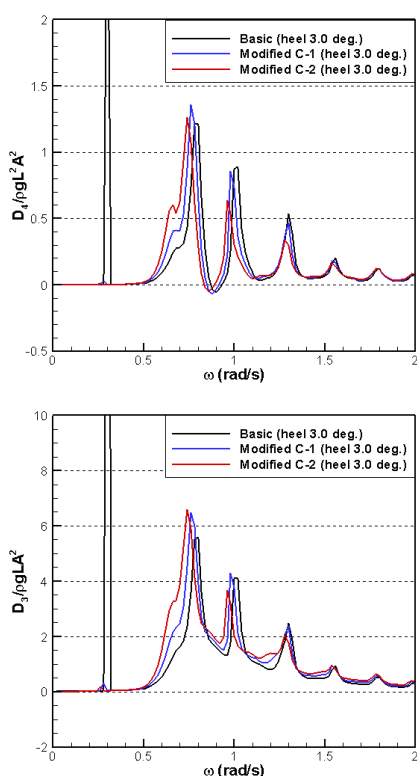 2
1.5
1
0.5
0
-0.5
D₄/ρgL²A²
Basic (heel 3.0 deg.)
Modified C-1 (heel 3.0 deg.)
Modified C-2 (heel 3.0 deg.)
0 0.5 1 1.5 2
ω (rad/s)
10
8
6
4
2
0
-2
D₃/ρgLA²
Basic (heel 3.0 deg.)
Modified C-1 (heel 3.0 deg.)
Modified C-2 (heel 3.0 deg.)
0 0.5 1 1.5 2
ω (rad/s)